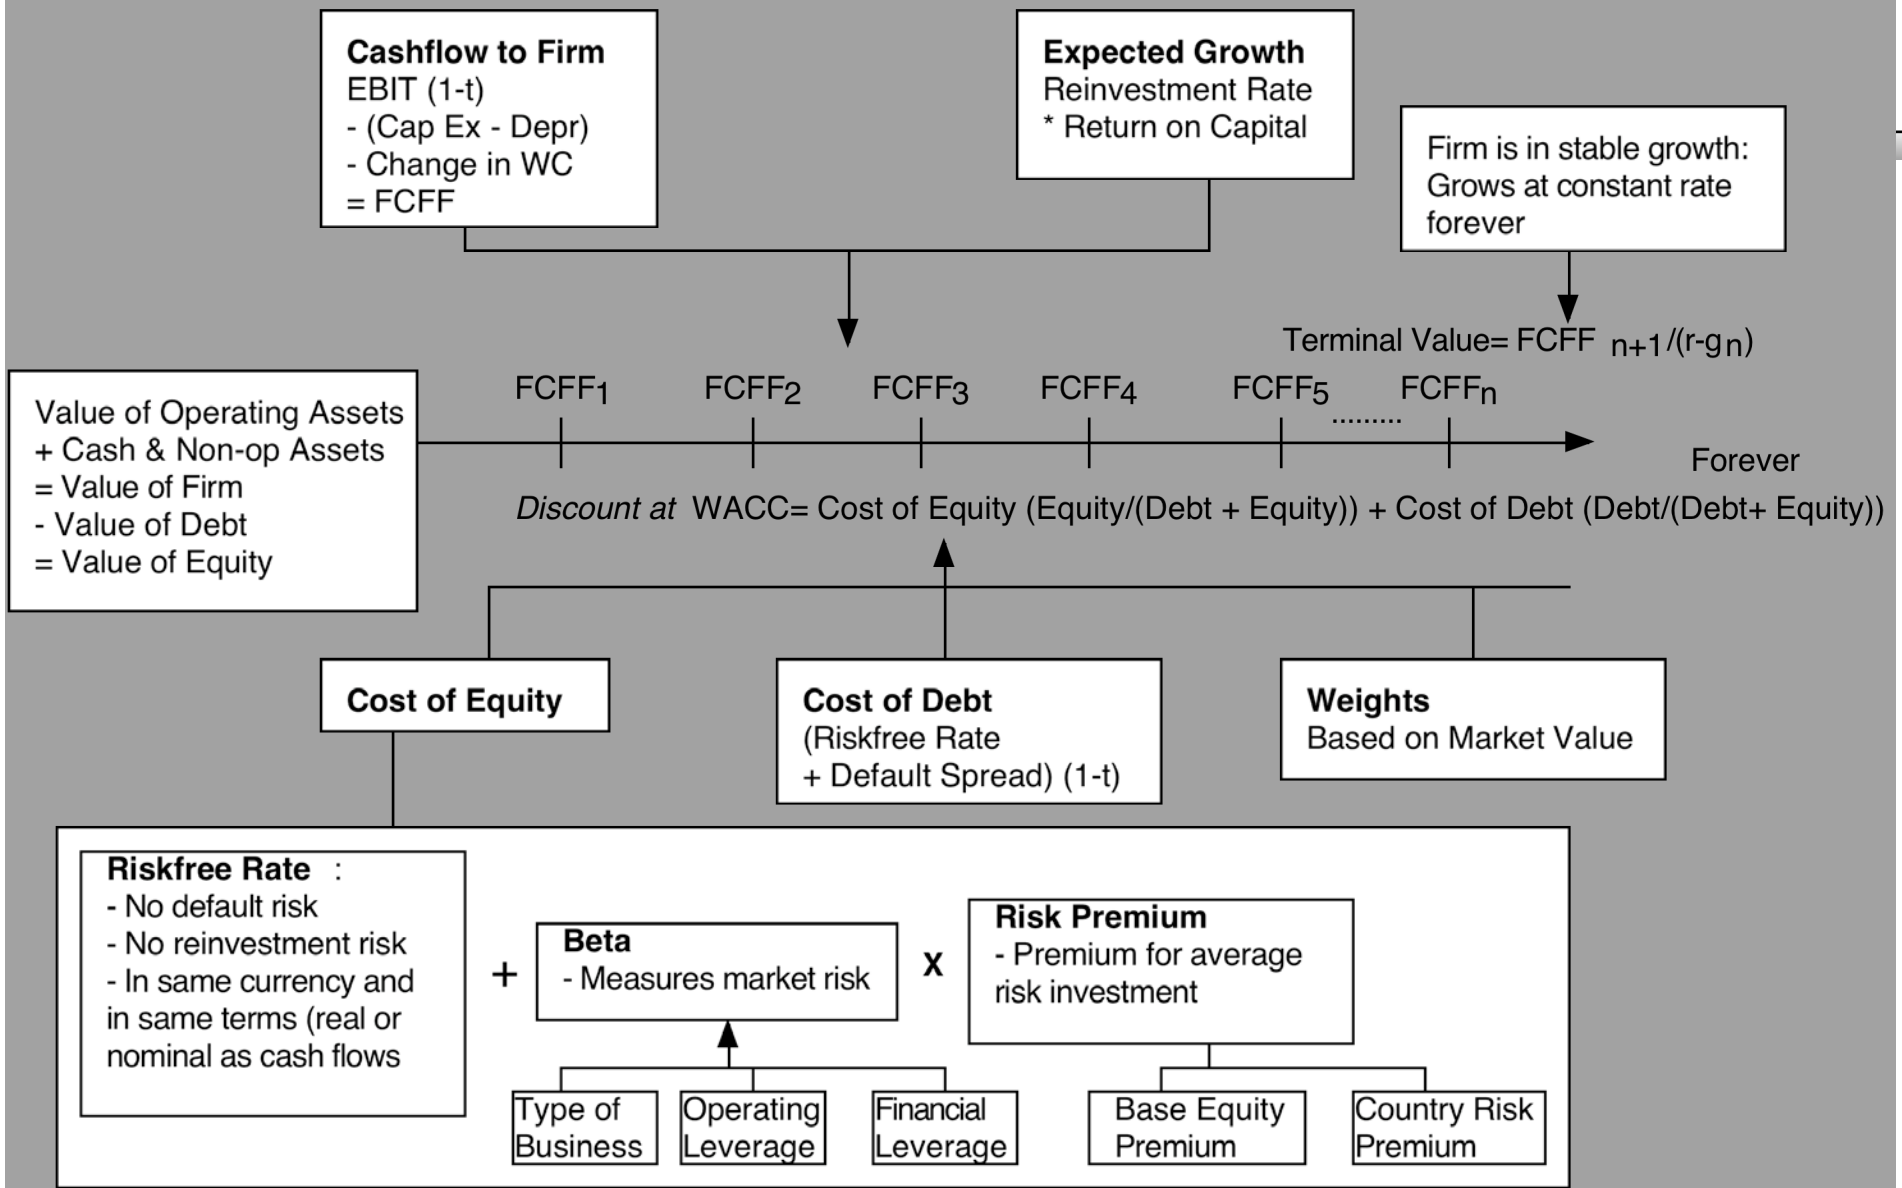 Cashflow to Firm
EBIT (1-t)
- (Cap Ex - Depr)
- Change in WC
= FCFF
Expected Growth
Reinvestment Rate
* Return on Capital
Firm is in stable growth:
Grows at constant rate
forever
Terminal Value= FCFF n+1/(r-gn)
FCFF1 FCFF2 FCFF3 FCFF4 FCFF5 ......... FCFFn
Forever
Value of Operating Assets
+ Cash & Non-op Assets
= Value of Firm
- Value of Debt
= Value of Equity
Discount at WACC= Cost of Equity (Equity/(Debt + Equity)) + Cost of Debt (Debt/(Debt+ Equity))
Cost of Equity
Cost of Debt
(Riskfree Rate
+ Default Spread) (1-t)
Weights
Based on Market Value
Riskfree Rate :
- No default risk
- No reinvestment risk
- In same currency and
in same terms (real or
nominal as cash flows
+
Beta
- Measures market risk
X
Risk Premium
- Premium for average
risk investment
Type of
Business
Operating
Leverage
Financial
Leverage
Base Equity
Premium
Country Risk
Premium